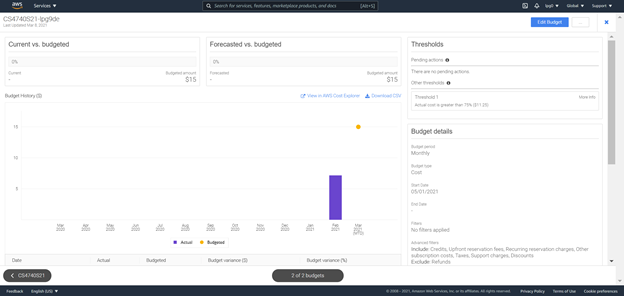 aws
Services
Search for services, features, marketplace products, and docs [Alt+S]
lpg0 Global Support
CS4740S21-lpg9de
Last Updated Mar 9, 2021
Edit Budget ...
Current vs. budgeted
0%
Current Budgeted amount
- $15
Forecasted vs. budgeted
0%
Forecasted Budgeted amount
- $15
Budget History ($)
View in AWS Cost Explorer Download CSV
15
10
5
Mar 2020
Apr 2020
May 2020
Jun 2020
Jul 2020
Aug 2020
Sep 2020
Oct 2020
Nov 2020
Dec 2020
Jan 2021
Feb 2021
Mar 2021 (MTD)
Actual Budgeted
Date Actual Budgeted Budget variance ($) Budget variance (%)
Thresholds
Pending actions
There are no pending actions
Other thresholds
Threshold 1 More info
Actual cost is greater than 75% ($11.25)
Budget details
Budget period
Monthly
Budget type
Cost
Start Date
03/01/2021
End Date
-
Filters
No filters applied
Advanced filters
Include: Credits, Upfront reservation fees, Recurring reservation charges, Other
subscription costs, Taxes, Support charges, Discounts
Exclude: Refunds
CS4740S21
2 of 2 budgets
Feedback English (US)
© 2008 - 2021, Amazon Web Services, Inc. or its affiliates. All rights reserved. Privacy Policy Terms of Use Cookie preferences